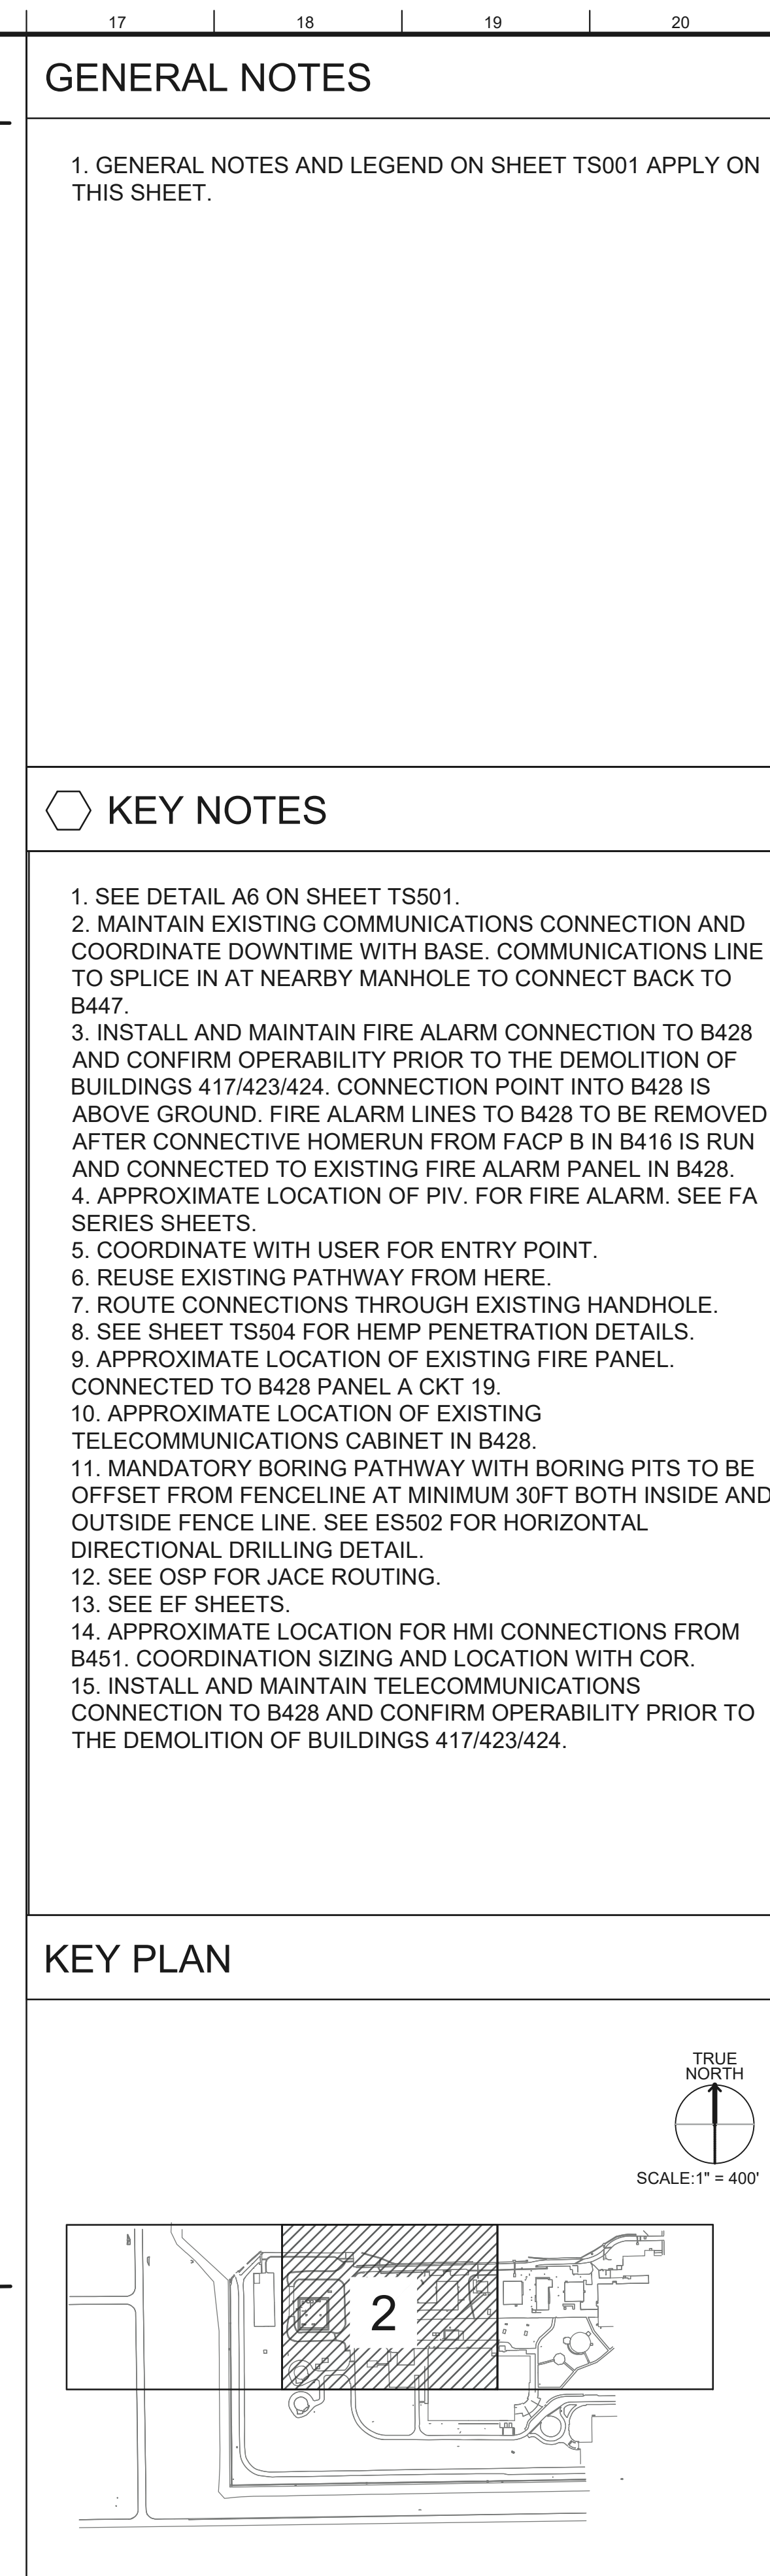 17 18 19 20
GENERAL NOTES
1. GENERAL NOTES AND LEGEND ON SHEET TS001 APPLY ON
THIS SHEET.
KEY NOTES
1. SEE DETAIL A6 ON SHEET TS501.
2. MAINTAIN EXISTING COMMUNICATIONS CONNECTION AND
COORDINATE DOWNTIME WITH BASE. COMMUNICATIONS LINE
TO SPLICE IN AT NEARBY MANHOLE TO CONNECT BACK TO
B447.
3. INSTALL AND MAINTAIN FIRE ALARM CONNECTION TO B428
AND CONFIRM OPERABILITY PRIOR TO THE DEMOLITION OF
BUILDINGS 417/423/424. CONNECTION POINT INTO B428 IS
ABOVE GROUND. FIRE ALARM LINES TO B428 TO BE REMOVED
AFTER CONNECTIVE HOMERUN FROM FACP B IN B416 IS RUN
AND CONNECTED TO EXISTING FIRE ALARM PANEL IN B428.
4. APPROXIMATE LOCATION OF PIV. FOR FIRE ALARM. SEE FA
SERIES SHEETS.
5. COORDINATE WITH USER FOR ENTRY POINT.
6. REUSE EXISTING PATHWAY FROM HERE.
7. ROUTE CONNECTIONS THROUGH EXISTING HANDHOLE.
8. SEE SHEET TS504 FOR HEMP PENETRATION DETAILS.
9. APPROXIMATE LOCATION OF EXISTING FIRE PANEL.
CONNECTED TO B428 PANEL A CKT 19.
10. APPROXIMATE LOCATION OF EXISTING
TELECOMMUNICATIONS CABINET IN B428.
11. MANDATORY BORING PATHWAY WITH BORING PITS TO BE
OFFSET FROM FENCELINE AT MINIMUM 30FT BOTH INSIDE AND
OUTSIDE FENCE LINE. SEE ES502 FOR HORIZONTAL
DIRECTIONAL DRILLING DETAIL.
12. SEE OSP FOR JACE ROUTING.
13. SEE EF SHEETS.
14. APPROXIMATE LOCATION FOR HMI CONNECTIONS FROM
B451. COORDINATION SIZING AND LOCATION WITH COR.
15. INSTALL AND MAINTAIN TELECOMMUNICATIONS
CONNECTION TO B428 AND CONFIRM OPERABILITY PRIOR TO
THE DEMOLITION OF BUILDINGS 417/423/424.
KEY PLAN
TRUE
NORTH
SCALE:1" = 400'
2